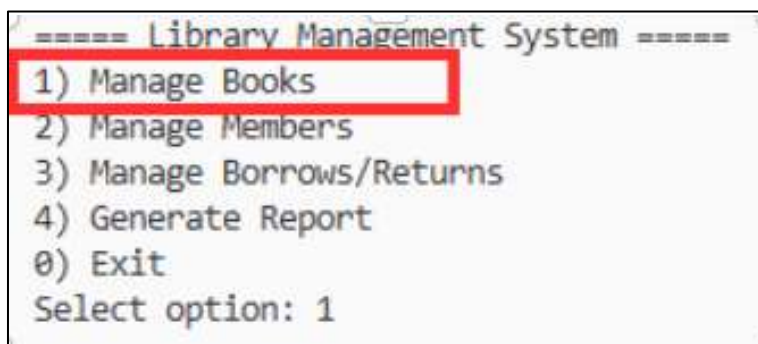 ===== Library Management System =====
1) Manage Books
2) Manage Members
3) Manage Borrows/Returns
4) Generate Report
0) Exit
Select option: 1